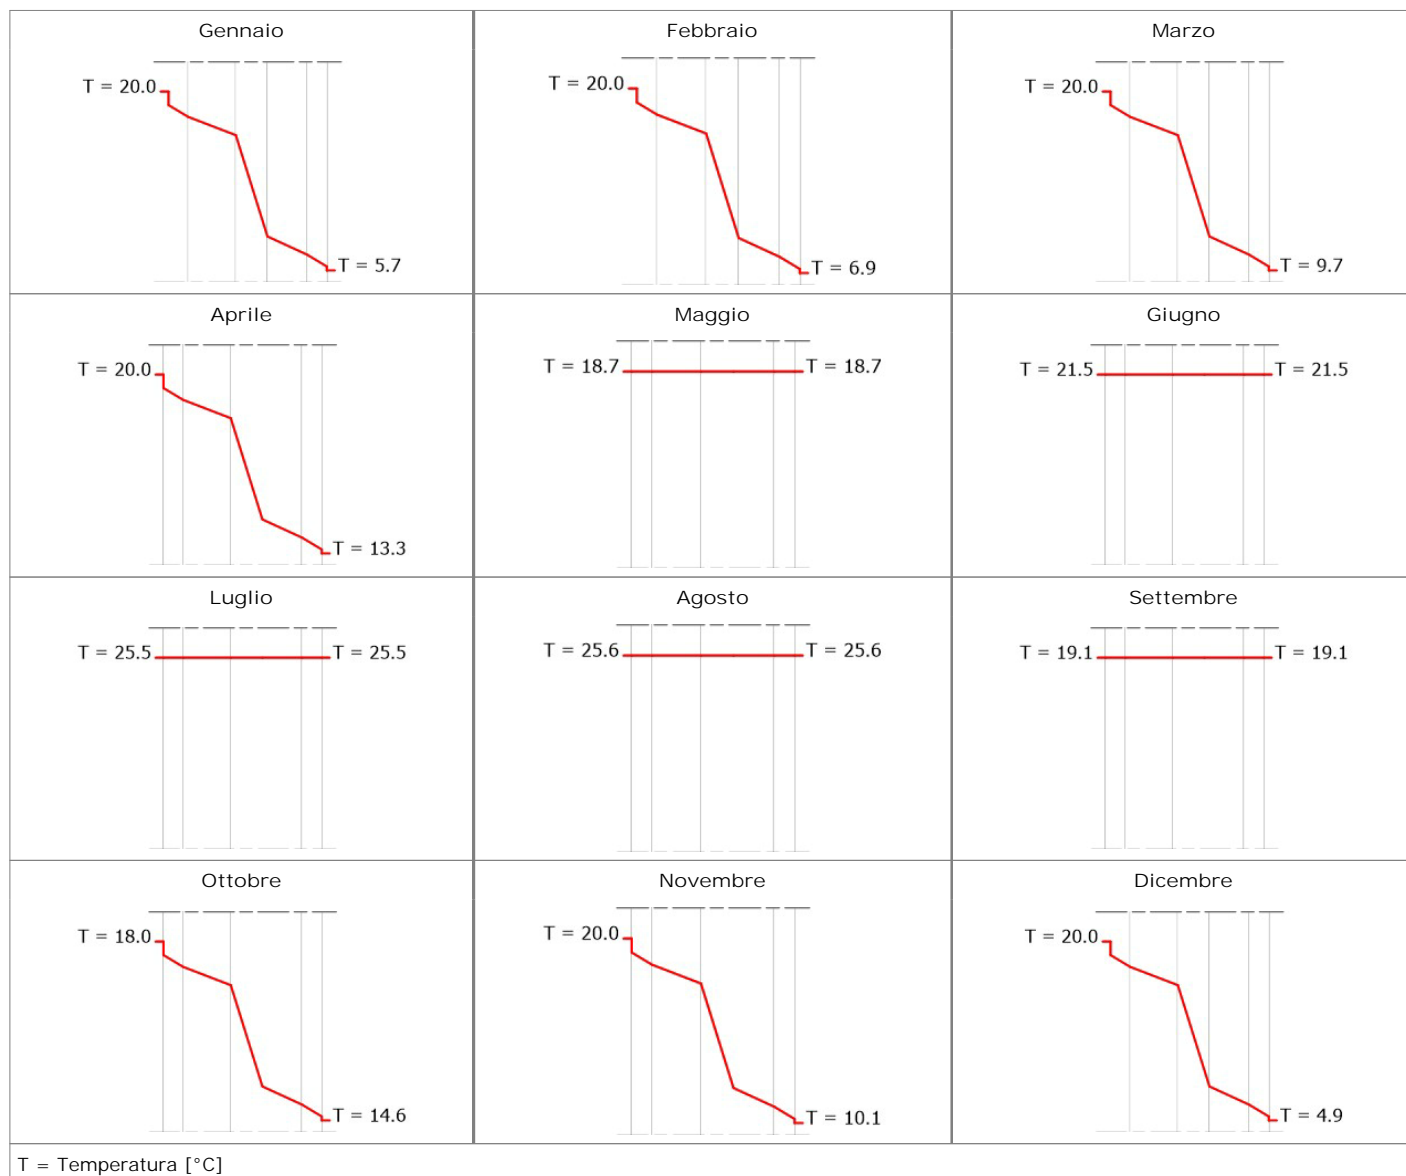 Gennaio
T = 20.0
T = 5.7
Febbraio
T = 20.0
T = 6.9
Marzo
T = 20.0
T = 9.7
Aprile
T = 20.0
T = 13.3
Maggio
T = 18.7
T = 18.7
Giugno
T = 21.5
T = 21.5
Luglio
T = 25.5
T = 25.5
Agosto
T = 25.6
T = 25.6
Settembre
T = 19.1
T = 19.1
Ottobre
T = 18.0
T = 14.6
Novembre
T = 20.0
T = 10.1
Dicembre
T = 20.0
T = 4.9
T = Temperatura [°C]